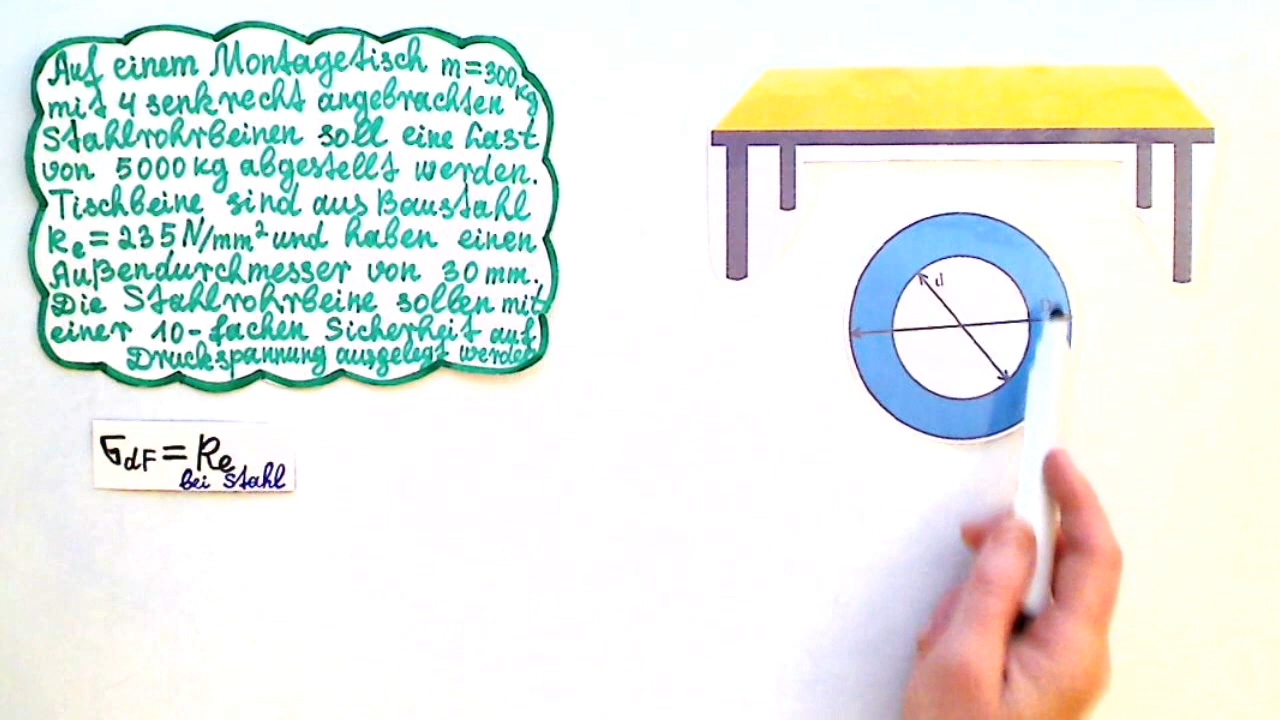 Auf einem Montagetisch m=300kg
mit 4 senkrecht angebrachten
Stahlrohrbeinen soll eine Last
von 5000 kg abgestellt werden.
Tischbeine sind aus Baustahl
Re = 235 N/mm² und haben einen
Außendurchmesser von 30 mm.
Die Stahlrohrbeine sollen mit
einer 10-fachen Sicherheit auf
Druckspannung ausgelegt werden
σdF = Re
bei Stahl
d